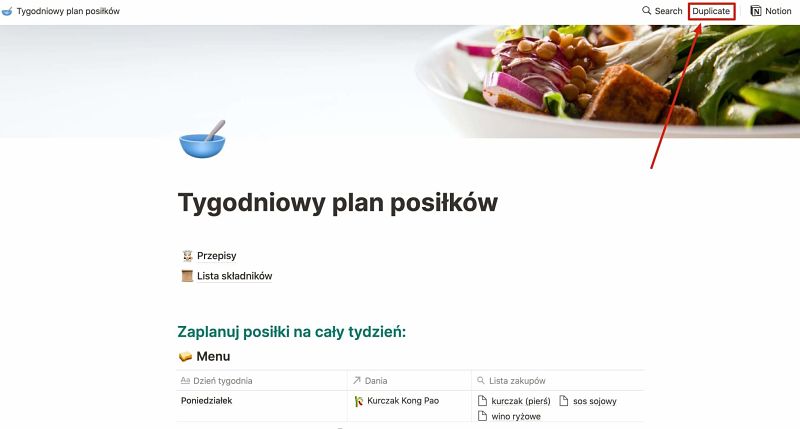 Tygodniowy plan posiłków
Search Duplicate Notion
Tygodniowy plan posiłków
Przepisy
Lista składników
Zaplanuj posiłki na cały tydzień:
Menu
Aa Dzień tygodnia Dania Lista zakupów
Poniedziałek Kurczak Kong Pao kurczak (pierś) sos sojowy
wino ryżowe